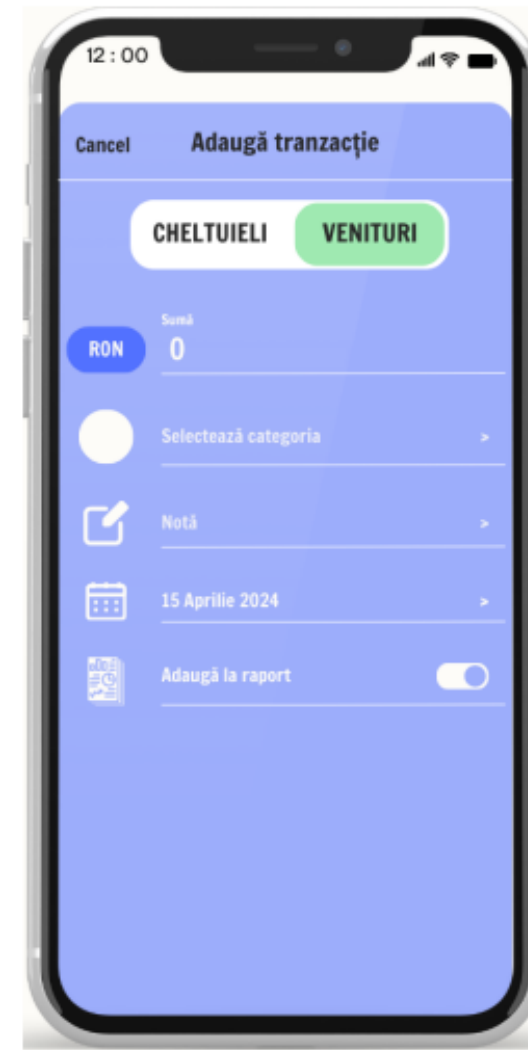 12:00
Cancel Adaugă tranzacție
CHELTUIELI VENITURI
Sumă
RON 0
Selectează categoria >
Notă >
15 Aprilie 2024 >
Adaugă la raport